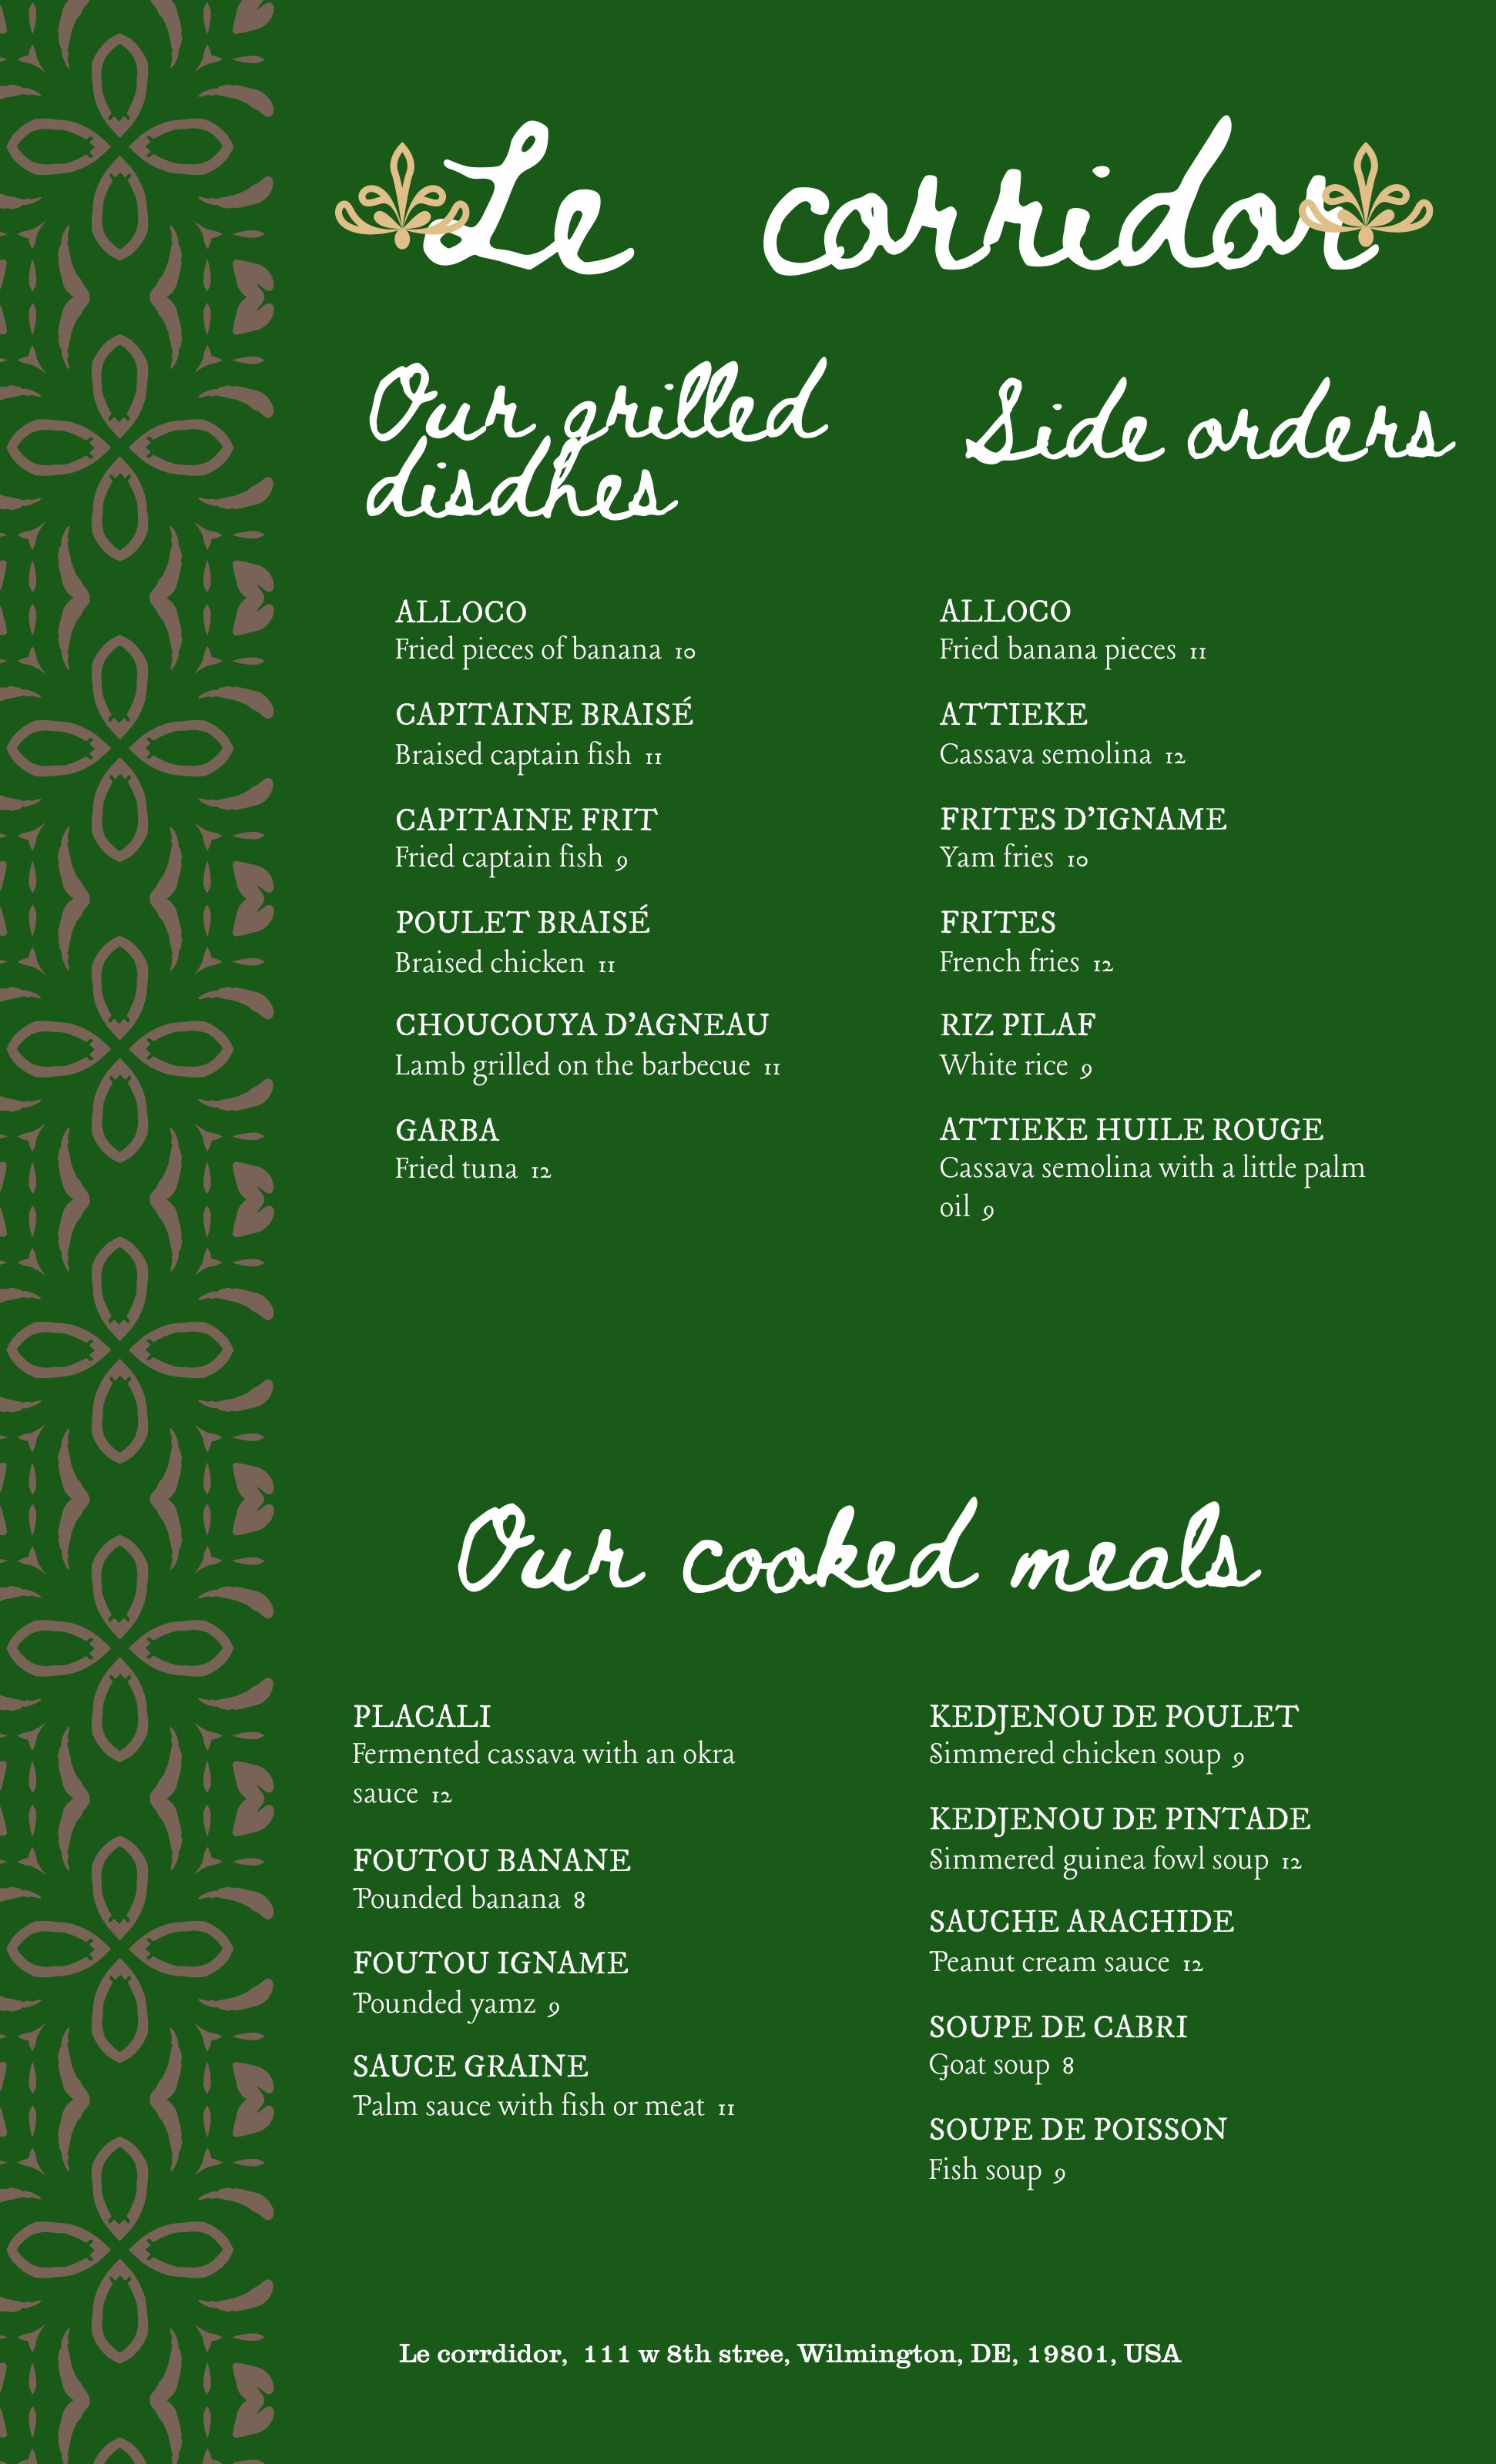 Le corridor
Our grilled
disdhes
ALLOCO
Fried pieces of banana 10
CAPITAINE BRAISÉ
Braised captain fish 11
CAPITAINE FRIT
Fried captain fish 9
POULET BRAISÉ
Braised chicken 11
CHOUCOUYA D’AGNEAU
Lamb grilled on the barbecue 11
GARBA
Fried tuna 12
Side orders
ALLOCO
Fried banana pieces 11
ATTIEKE
Cassava semolina 12
FRITES D’IGNAME
Yam fries 10
FRITES
French fries 12
RIZ PILAF
White rice 9
ATTIEKE HUILE ROUGE
Cassava semolina with a little palm
oil 9
Our cooked meals
PLACALI
Fermented cassava with an okra
sauce 12
FOUTOU BANANE
Pounded banana 8
FOUTOU IGNAME
Pounded yamz 9
SAUCE GRAINE
Palm sauce with fish or meat 11
KEDJENOU DE POULET
Simmered chicken soup 9
KEDJENOU DE PINTADE
Simmered guinea fowl soup 12
SAUCHE ARACHIDE
Peanut cream sauce 12
SOUPE DE CABRI
Goat soup 8
SOUPE DE POISSON
Fish soup 9
Le corrdidor, 111 w 8th stree, Wilmington, DE, 19801, USA